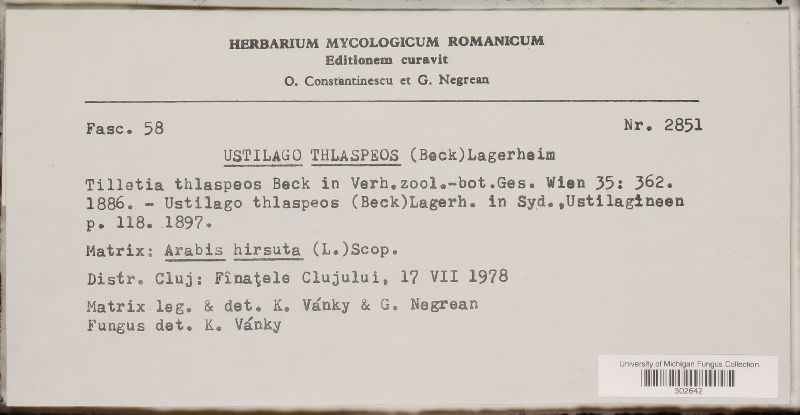 HERBARIUM MYCOLOGICUM ROMANICUM
Editionem curavit
O. Constantinescu et G. Negrean
Fasc. 58
Nr. 2851
USTILAGO THLASPEOS (Beck)Lagerheim
Tilletia thlaspeos Beck in Verh.zool.-bot.Ges. Wien 35: 362.
1886. - Ustilago thlaspeos (Beck)Lagerh. in Syd.,Ustilagineen
p. 118. 1897.
Matrix: Arabis hirsuta (L.)Scop.
Distr. Cluj: Fînaţele Clujului, 17 VII 1978
Matrix leg. & det. K. Vánky & G. Negrean
Fungus det. K. Vánky
University of Michigan Fungus Collection
302642